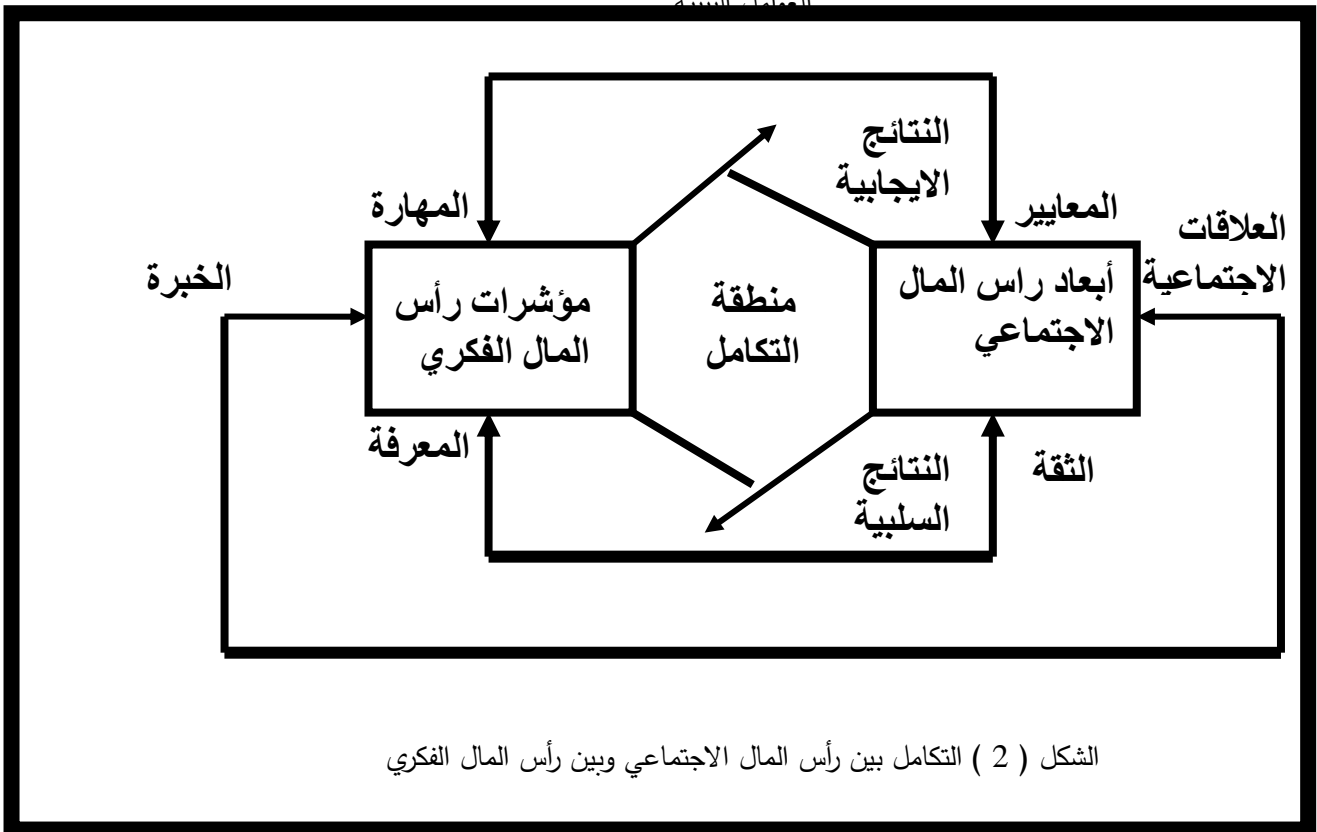 النتائج
الايجابية
المهارة
المعايير
العلاقات
الاجتماعية
الخبرة
أبعاد راس المال
الاجتماعي
منطقة
التكامل
مؤشرات رأس
المال الفكري
المعرفة
النتائج
السلبية
الثقة
الشكل ( 2 ) التكامل بين رأس المال الاجتماعي وبين رأس المال الفكري